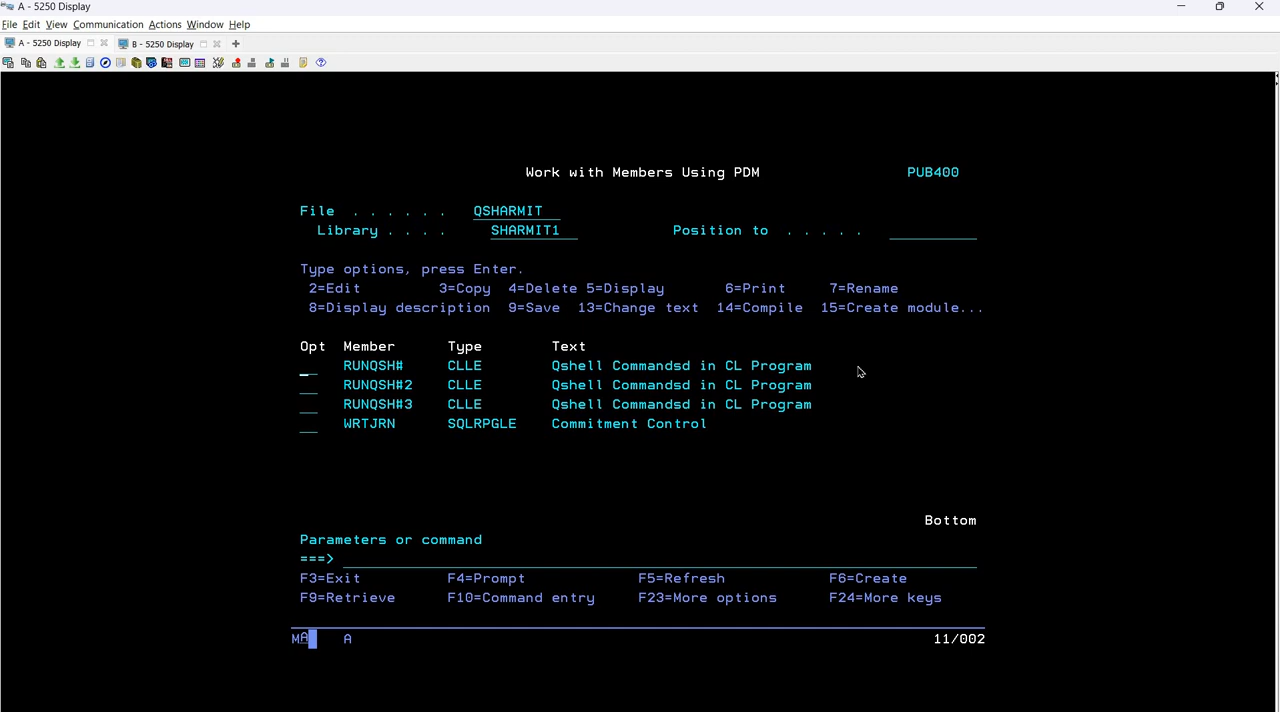 A - 5250 Display
File Edit View Communication Actions Window Help
A - 5250 Display B - 5250 Display
Work with Members Using PDM PUB400
File . . . . . . QSHARMIT
Library . . . . SHARMIT1 Position to . . . . .
Type options, press Enter.
2=Edit 3=Copy 4=Delete 5=Display 6=Print 7=Rename
8=Display description 9=Save 13=Change text 14=Compile 15=Create module...
Opt Member Type Text
RUNQSH# CLLE Qshell Commandsd in CL Program
RUNQSH#2 CLLE Qshell Commandsd in CL Program
RUNQSH#3 CLLE Qshell Commandsd in CL Program
WRTJRN SQLRPGLE Commitment Control
Bottom
Parameters or command
===>
F3=Exit F4=Prompt F5=Refresh F6=Create
F9=Retrieve F10=Command entry F23=More options F24=More keys
MA A 11/002